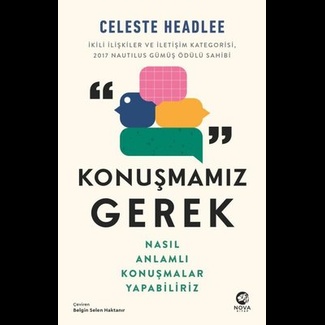 CELESTE HEADLEE
İKİLİ İLİŞKİLER VE İLETİŞİM KATEGORİSİ,
2017 NAUTILUS GÜMÜŞ ÖDÜLÜ SAHİBİ
“ ”
KONUŞMAMIZ
GEREK
NASIL
ANLAMLI
KONUŞMALAR
YAPABİLİRİZ
Çeviren
Belgin Selen Haktanır
NOVA